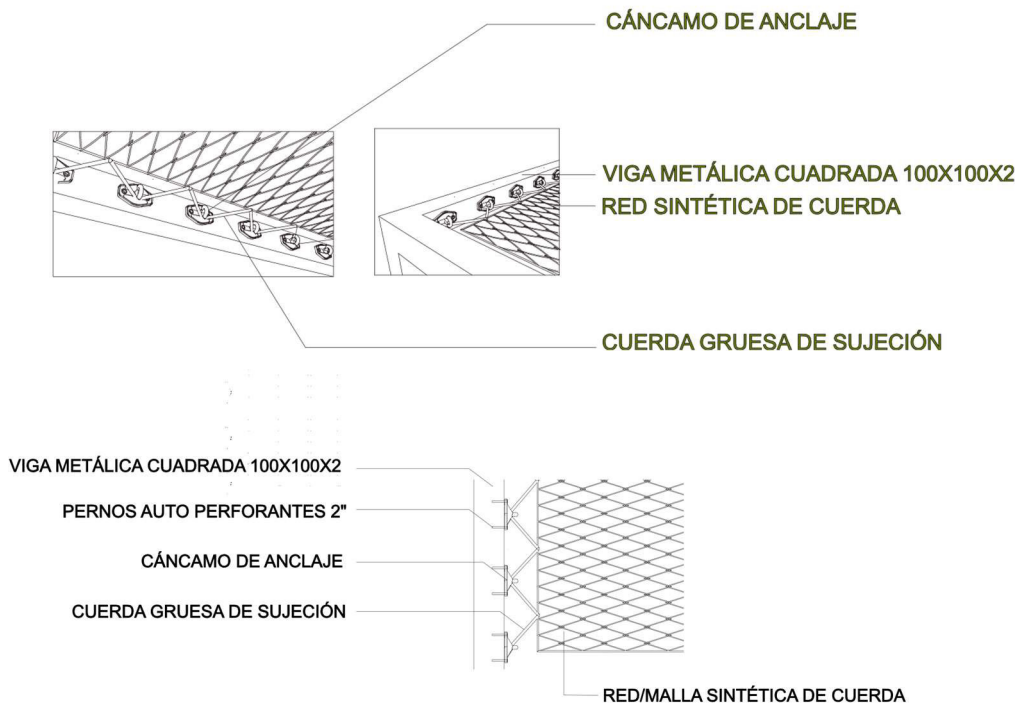 CÁNCAMO DE ANCLAJE
VIGA METÁLICA CUADRADA 100X100X2
RED SINTÉTICA DE CUERDA
CUERDA GRUESA DE SUJECIÓN
VIGA METÁLICA CUADRADA 100X100X2
PERNOS AUTO PERFORANTES 2"
CÁNCAMO DE ANCLAJE
CUERDA GRUESA DE SUJECIÓN
RED/MALLA SINTÉTICA DE CUERDA